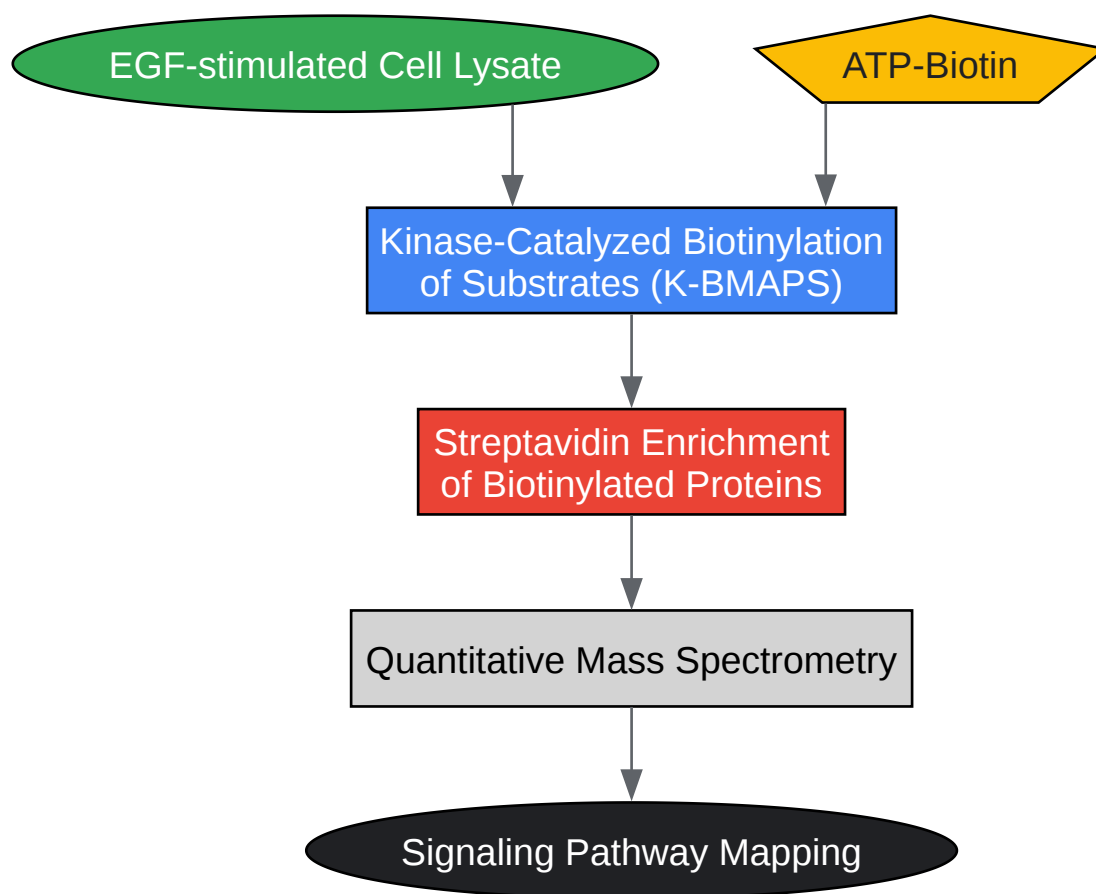 EGF-stimulated Cell Lysate
ATP-Biotin
Kinase-Catalyzed Biotinylation
of Substrates (K-BMAPS)
Streptavidin Enrichment
of Biotinylated Proteins
Quantitative Mass Spectrometry
Signaling Pathway Mapping